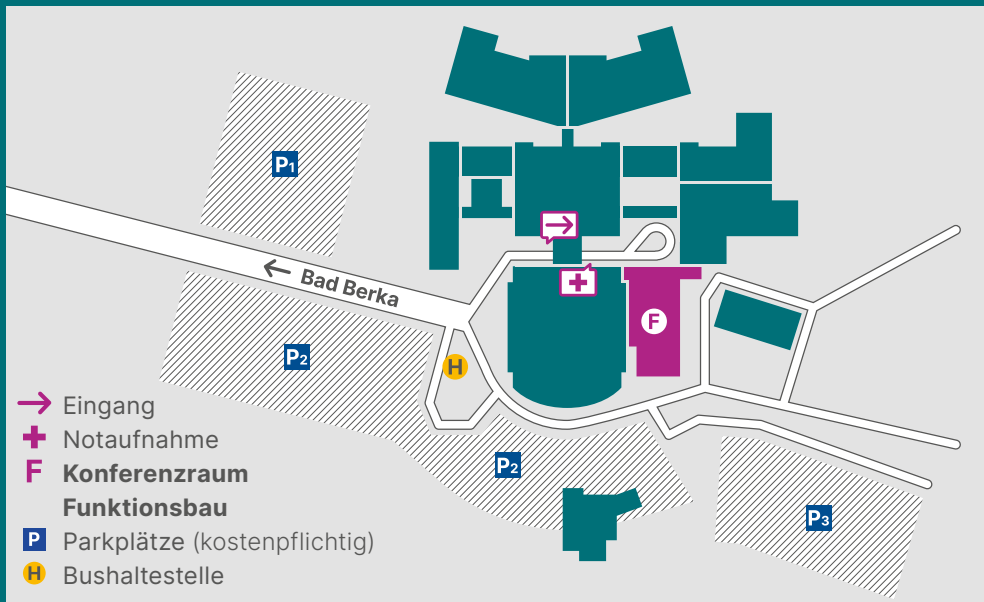 P1
← Bad Berka
F
P2
H
Eingang
Notaufnahme
F Konferenzraum
Funktionsbau
P Parkplätze (kostenpflichtig)
H Bushaltestelle
P2
P3